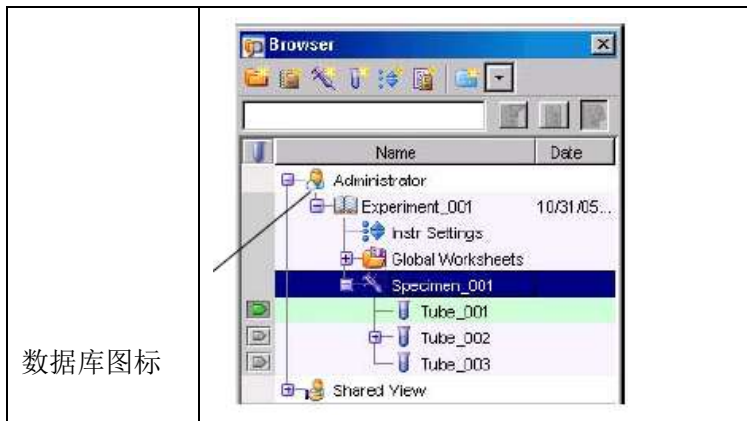 Browser
Name Date
Administrator
Experiment_001 10/31/05...
Instr Settings
Global Worksheets
Specimen_001
Tube_001
Tube_002
数据库图标
Tube_003
Shared View